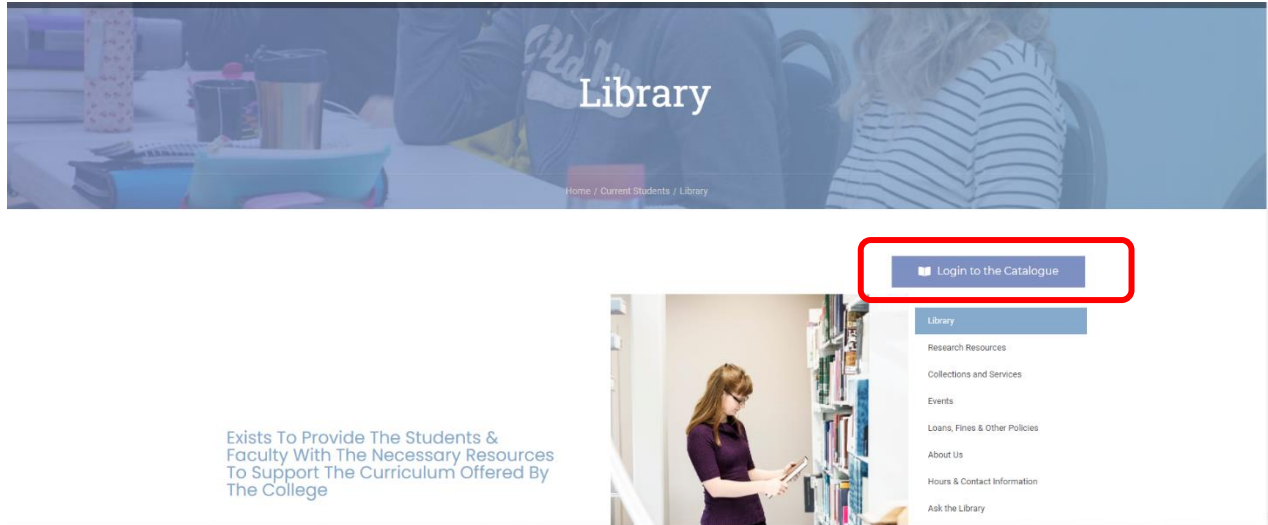 Library
Home / Current Students / Library
Login to the Catalogue
Library
Research Resources
Collections and Services
Events
Loans, Fines & Other Policies
About Us
Hours & Contact Information
Ask the Library
Exists To Provide The Students &
Faculty With The Necessary Resources
To Support The Curriculum Offered By
The College